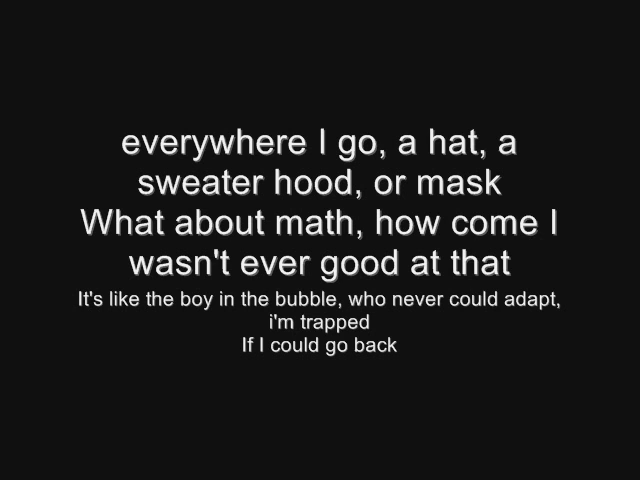 everywhere I go, a hat, a
sweater hood, or mask
What about math, how come I
wasn't ever good at that
It's like the boy in the bubble, who never could adapt,
i'm trapped
If I could go back